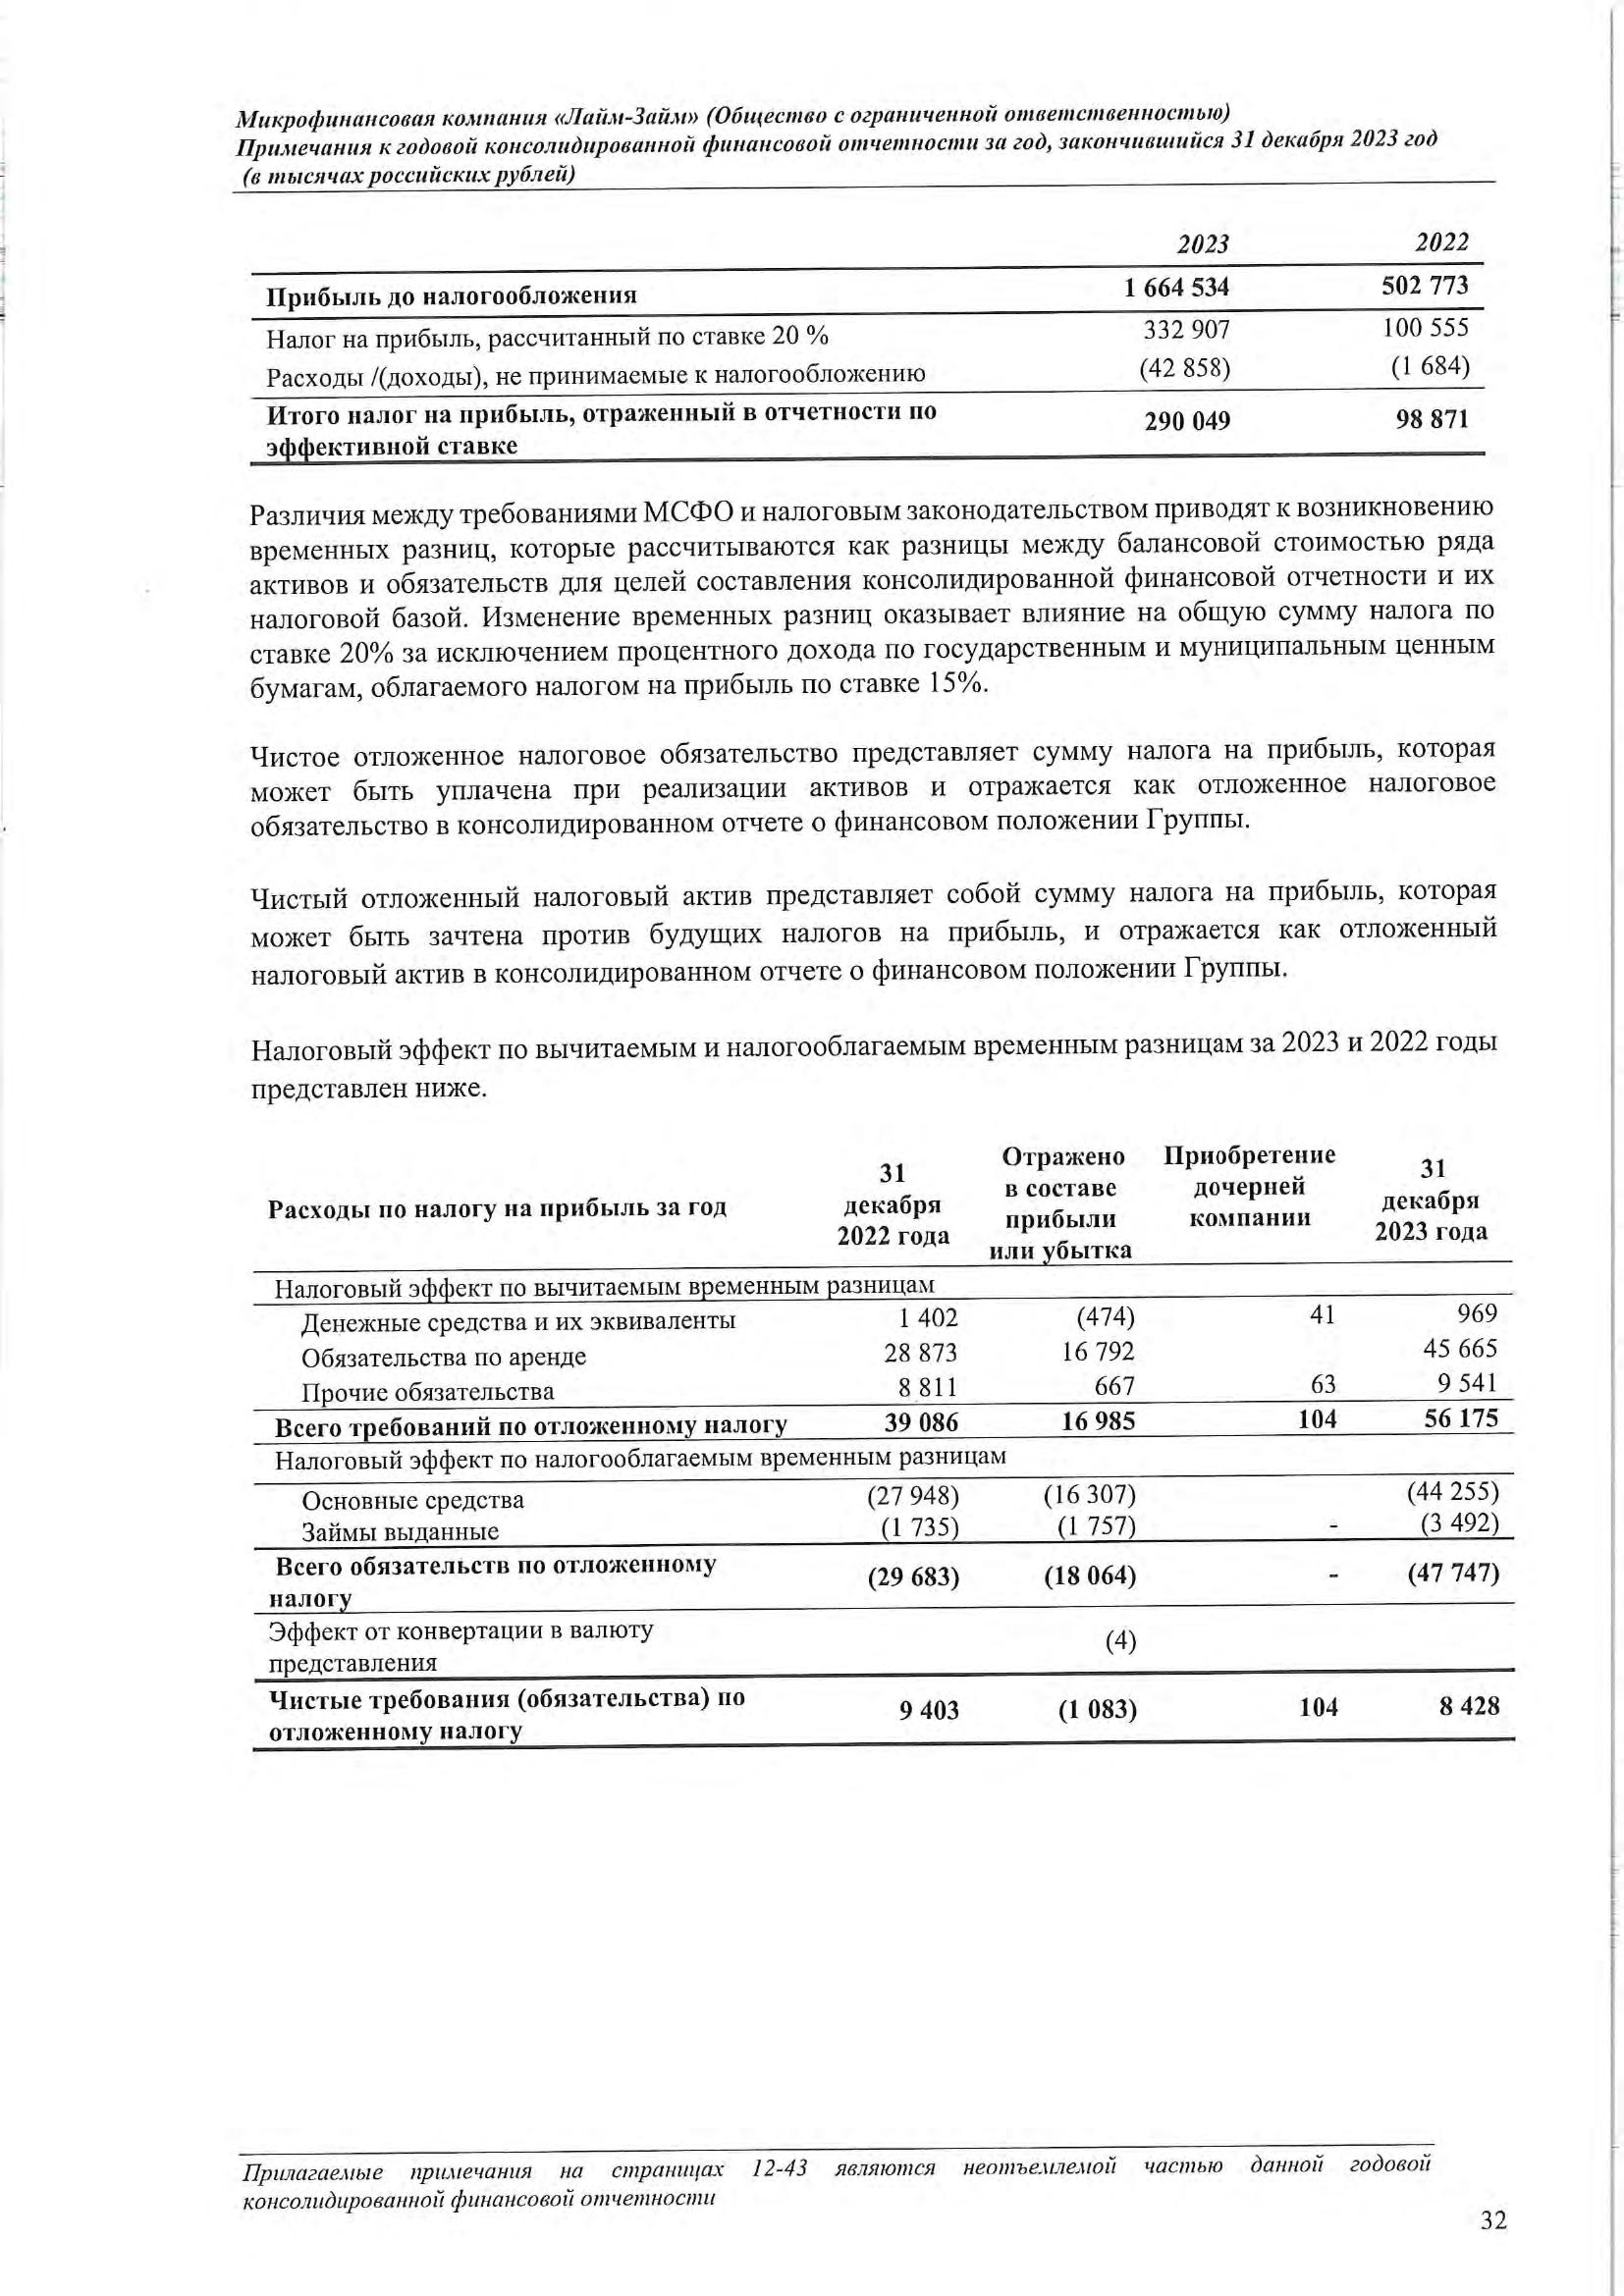 Микрофинансовая компания «Лайм-Займ» (Общество с ограниченной ответственностью)
Примечания к годовой консолидированной финансовой отчетности за год, закончившийся 31 декабря 2023 год
(в тысячах российских рублей)
2023 2022
Прибыль до налогообложения 1 664 534 502 773
Налог на прибыль, рассчитанный по ставке 20 % 332 907 100 555
Расходы /(доходы), не принимаемые к налогообложению (42 858) (1 684)
Итого налог на прибыль, отраженный в отчетности по
эффективной ставке 290 049 98 871
Различия между требованиями МСФО и налоговым законодательством приводят к возникновению
временных разниц, которые рассчитываются как разницы между балансовой стоимостью ряда
активов и обязательств для целей составления консолидированной финансовой отчетности и их
налоговой базой. Изменение временных разниц оказывает влияние на общую сумму налога по
ставке 20% за исключением процентного дохода по государственным и муниципальным ценным
бумагам, облагаемого налогом на прибыль по ставке 15%.
Чистое отложенное налоговое обязательство представляет сумму налога на прибыль, которая
может быть уплачена при реализации активов и отражается как отложенное налоговое
обязательство в консолидированном отчете о финансовом положении Группы.
Чистый отложенный налоговый актив представляет собой сумму налога на прибыль, которая
может быть зачтена против будущих налогов на прибыль, и отражается как отложенный
налоговый актив в консолидированном отчете о финансовом положении Группы.
Налоговый эффект по вычитаемым и налогооблагаемым временным разницам за 2023 и 2022 годы
представлен ниже.
Расходы по налогу на прибыль за год
31
декабря
2022 года
Отражено
в составе
прибыли
или убытка
Приобретение
дочерней
компании
31
декабря
2023 года
Налоговый эффект по вычитаемым временным разницам
Денежные средства и их эквиваленты 1 402 (474) 41 969
Обязательства по аренде 28 873 16 792 45 665
Прочие обязательства 8 811 667 63 9 541
Всего требований по отложенному налогу 39 086 16 985 104 56 175
Налоговый эффект по налогооблагаемым временным разницам
Основные средства (27 948) (16 307) (44 255)
Займы выданные (1 735) (1 757) - (3 492)
Всего обязательств по отложенному
налогу (29 683) (18 064) - (47 747)
Эффект от конвертации в валюту
представления (4)
Чистые требования (обязательства) по
отложенному налогу 9 403 (1 083) 104 8 428
Прилагаемые примечания на страницах 12-43 являются неотъемлемой частью данной годовой
консолидированной финансовой отчетности
32